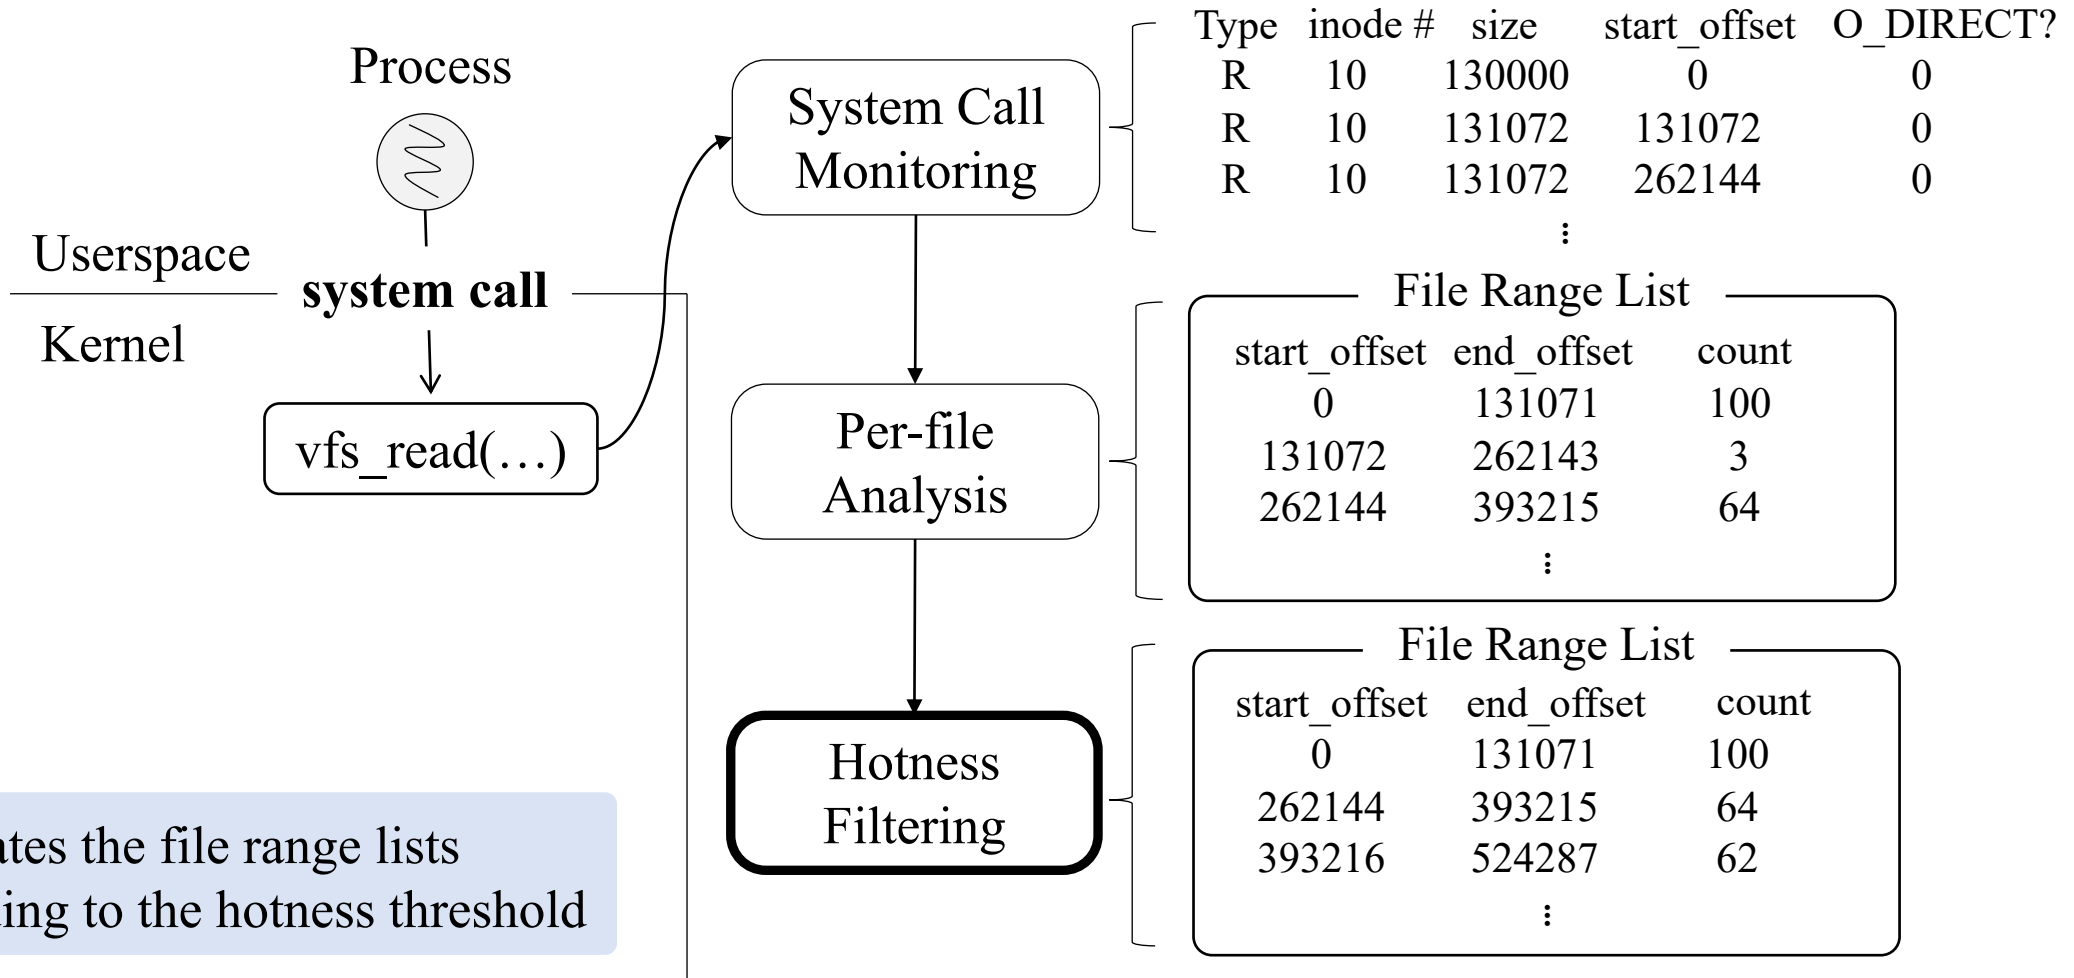 Process
Userspace
system call
Kernel
vfs_read(…)
System Call
Monitoring
Type inode # size start_offset O_DIRECT?
R 10 130000 0 0
R 10 131072 131072 0
R 10 131072 262144 0
⋮
Per-file
Analysis
File Range List
start_offset end_offset count
0 131071 100
131072 262143 3
262144 393215 64
⋮
Hotness
Filtering
File Range List
start_offset end_offset count
0 131071 100
262144 393215 64
393216 524287 62
⋮
the file range lists
to the hotness threshold